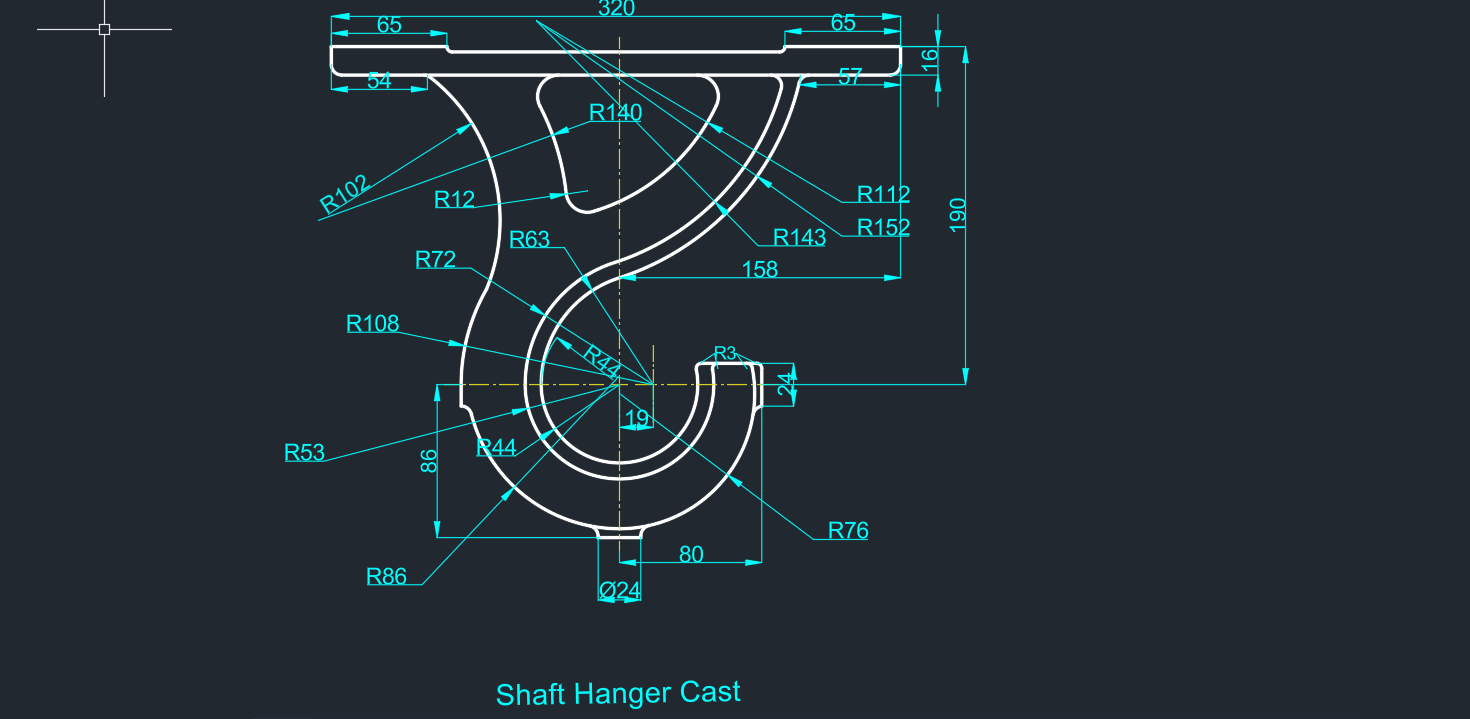 320
65
65
16
54
57
R140
R102
R12
R112
190
R152
R63
R143
R72
158
R108
R3
R44
24
19
R53
R44
86
R76
80
R86
Ø24
Shaft Hanger Cast